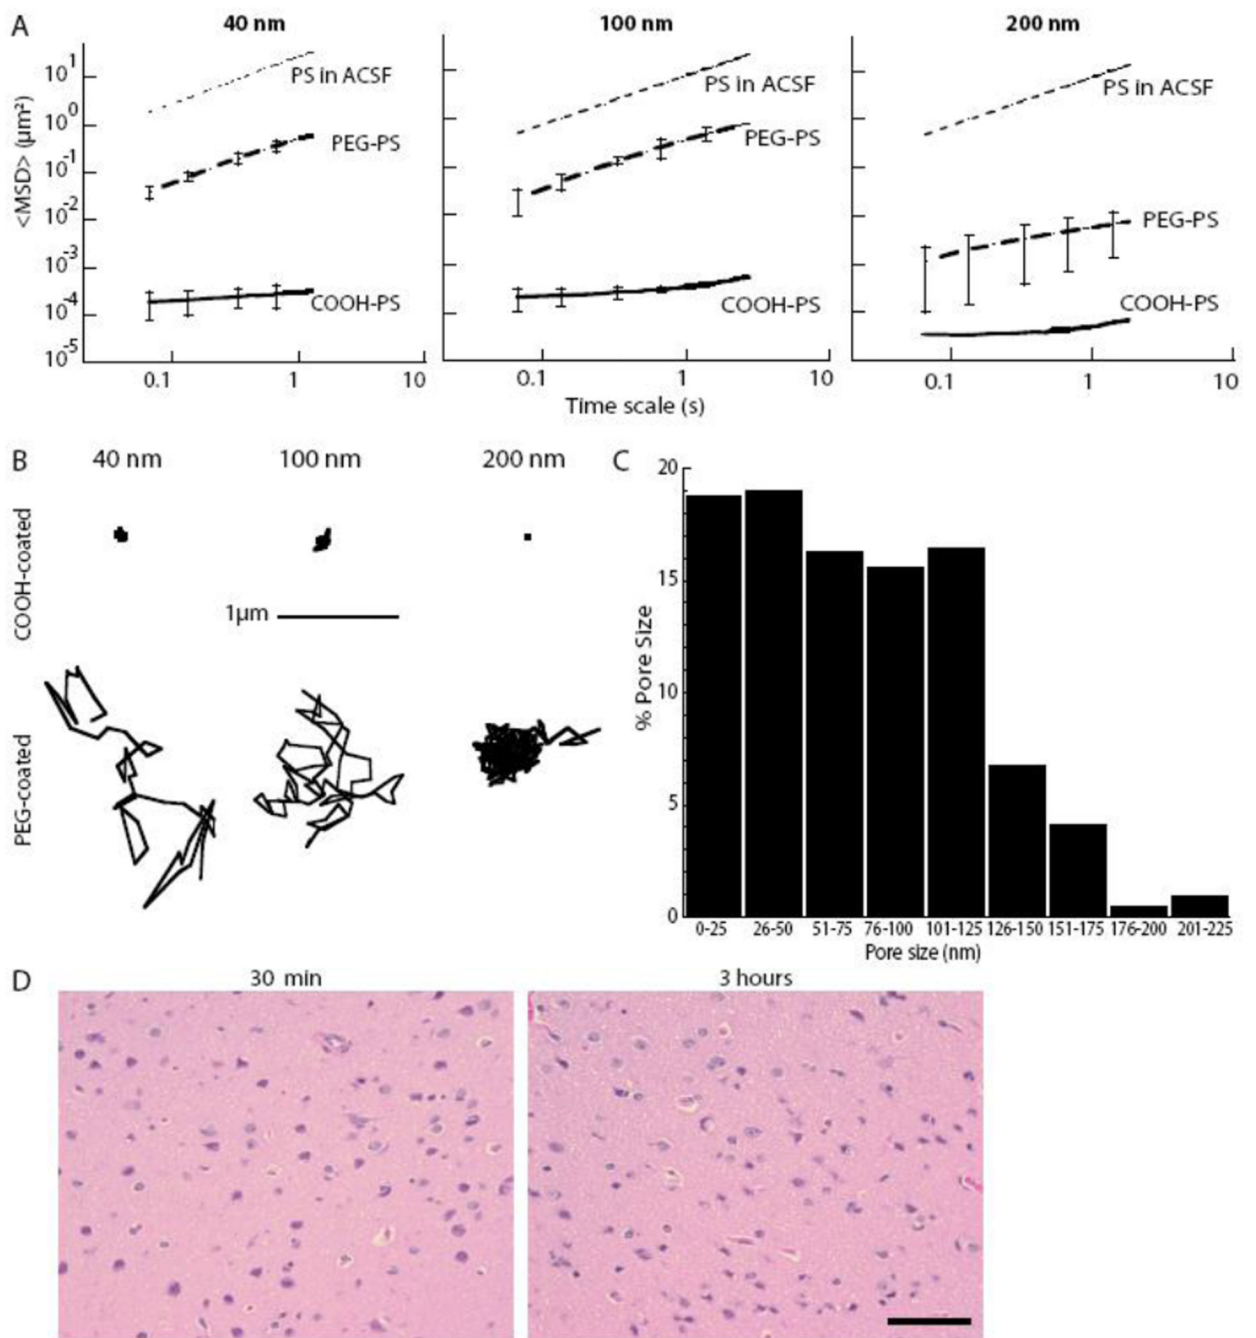 A
40 nm
100 nm
200 nm
<MSD> (µm²)
10¹
10⁰
10⁻¹
10⁻²
10⁻³
10⁻⁴
10⁻⁵
PS in ACSF
PEG-PS
COOH-PS
PS in ACSF
PEG-PS
COOH-PS
PS in ACSF
PEG-PS
COOH-PS
0.1 1 10
0.1 1 10
0.1 1 10
Time scale (s)
B
40 nm 100 nm 200 nm
COOH-coated
1µm
PEG-coated
C
% Pore Size
20
15
10
5
0
0-25 26-50 51-75 76-100 101-125 126-150 151-175 176-200 201-225
Pore size (nm)
D
30 min
3 hours